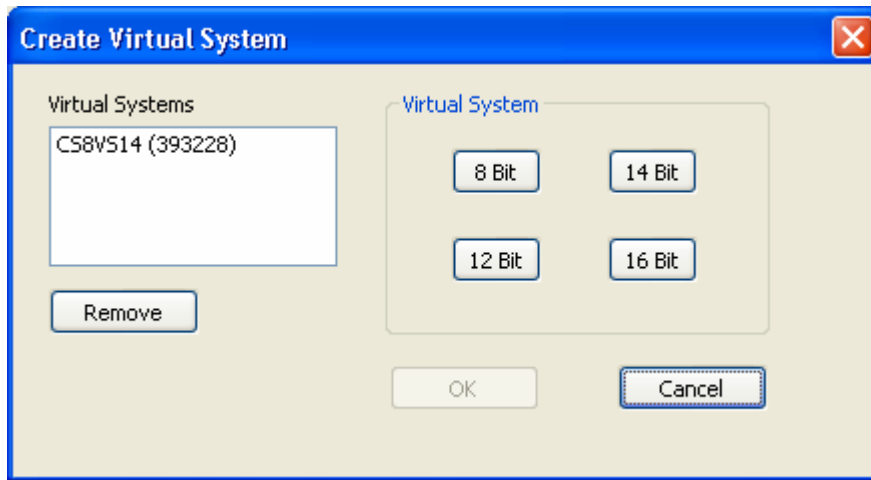 Create Virtual System
Virtual Systems
CS8VS14 (393228)
Remove
Virtual System
8 Bit
14 Bit
12 Bit
16 Bit
OK
Cancel